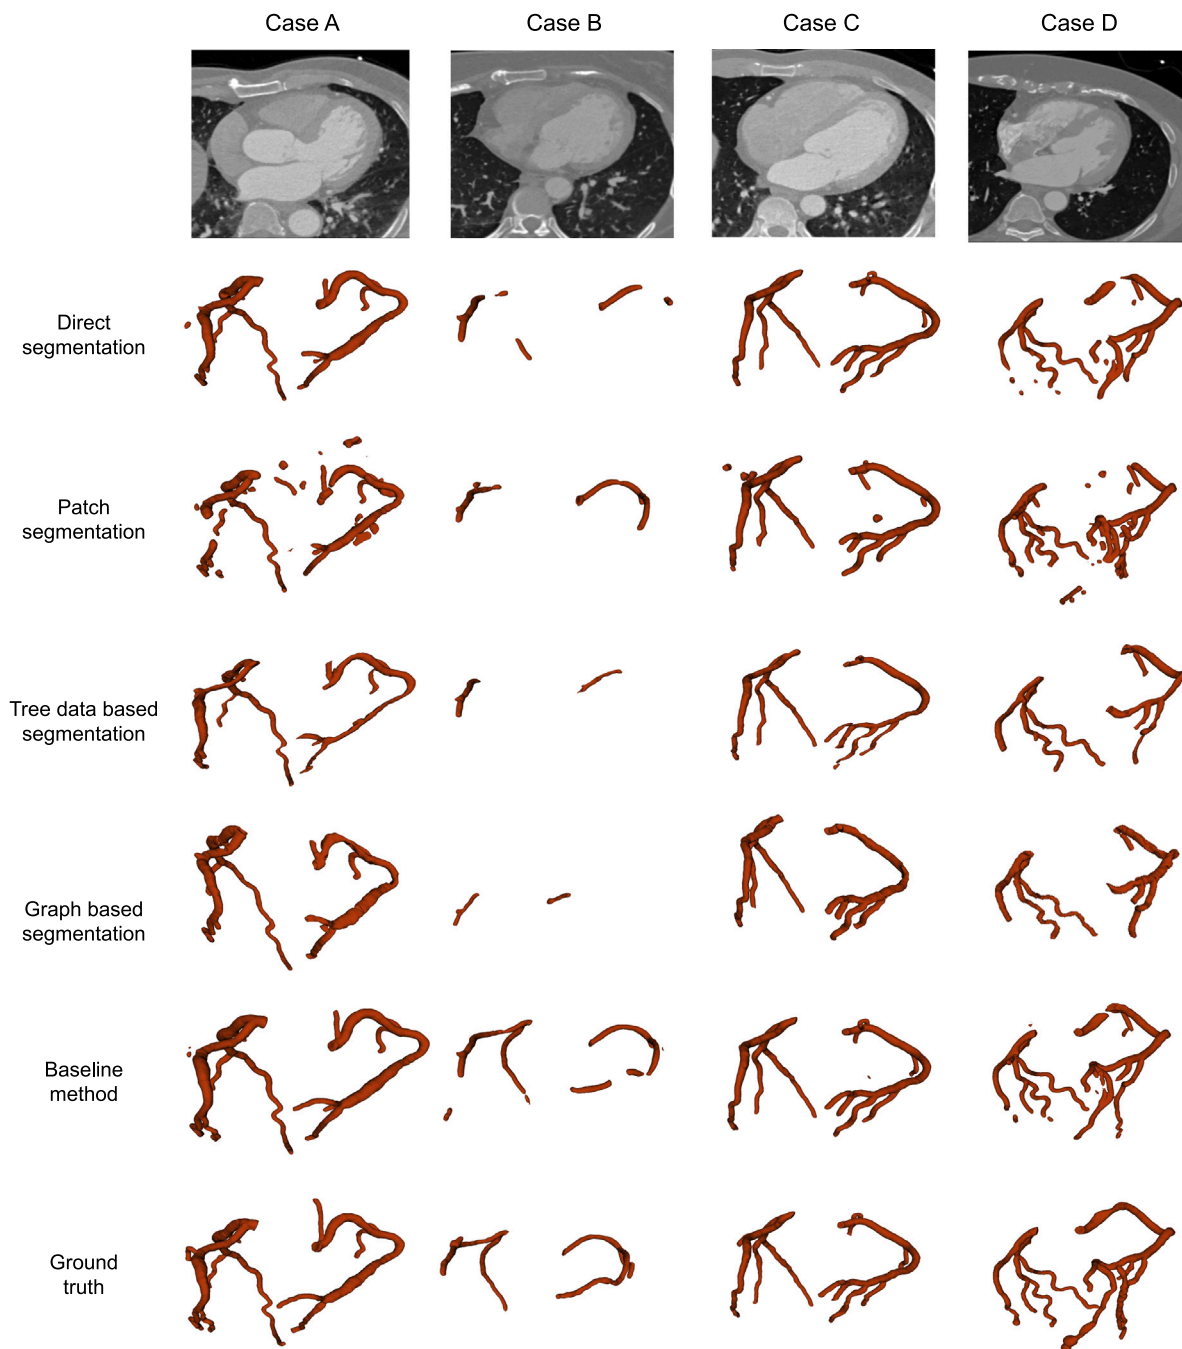 Case A
Case B
Case C
Case D
Direct
segmentation
Patch
segmentation
Tree data based
segmentation
Graph based
segmentation
Baseline
method
Ground
truth